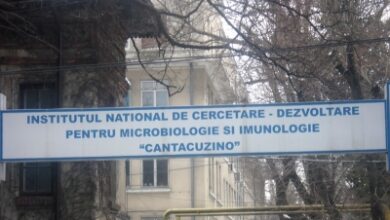 INSTITUTUL NATIONAL DE CERCETARE - DEZVOLTARE
PENTRU MICROBIOLOGIE SI IMUNOLOGIE
"CANTACUZINO"